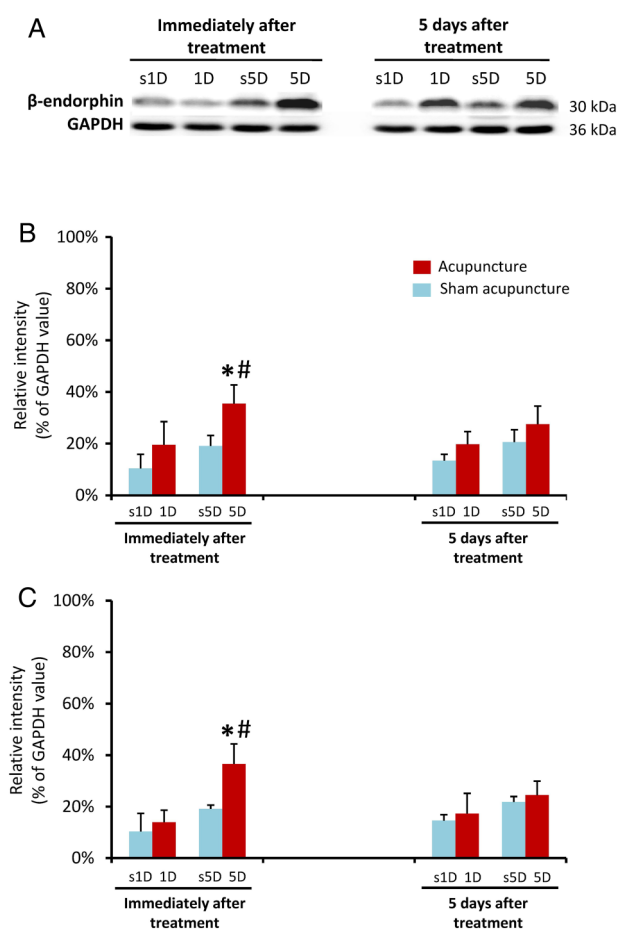 A
Immediately after
treatment
5 days after
treatment
s1D 1D s5D 5D s1D 1D s5D 5D
β-endorphin 30 kDa
GAPDH 36 kDa
B
Relative intensity
(% of GAPDH value)
100%
80%
60%
40%
20%
0%
Acupuncture
Sham acupuncture
*#
s1D 1D s5D 5D s1D 1D s5D 5D
Immediately after
treatment
5 days after
treatment
C
Relative intensity
(% of GAPDH value)
100%
80%
60%
40%
20%
0%
*#
s1D 1D s5D 5D s1D 1D s5D 5D
Immediately after
treatment
5 days after
treatment